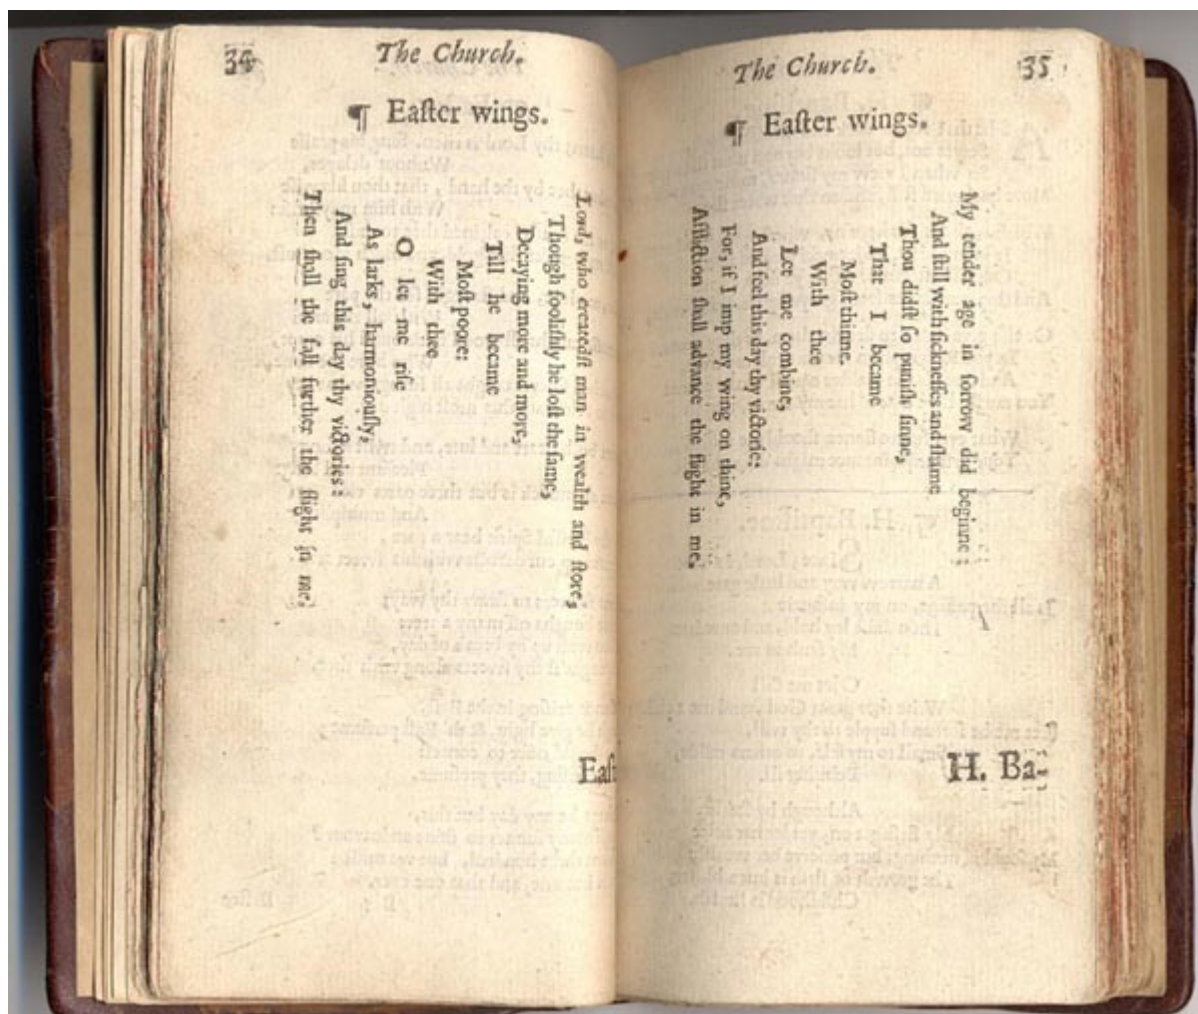 34
The Church.
¶ Eaſter wings.
Lord, who createdſt man in wealth and ſtore,
Though fooliſhly he loſt the ſame,
Decaying more and more,
Till he became
Moſt poore:
With thee
O let me riſe
As larks, harmoniouſly,
And ſing this day thy victories:
Then ſhall the fall further the flight in me.
Eaſt
The Church.
35
¶ Eaſter wings.
My tender age in ſorrow did beginne:
And ſtill with ſickneſſes and ſhame
Thou didſt ſo puniſh ſinne,
That I became
Moſt thinne.
With thee
Let me combine,
And feel this day thy victorie:
For, if I imp my wing on thine,
Affliction ſhall advance the flight in me.
H. Ba-